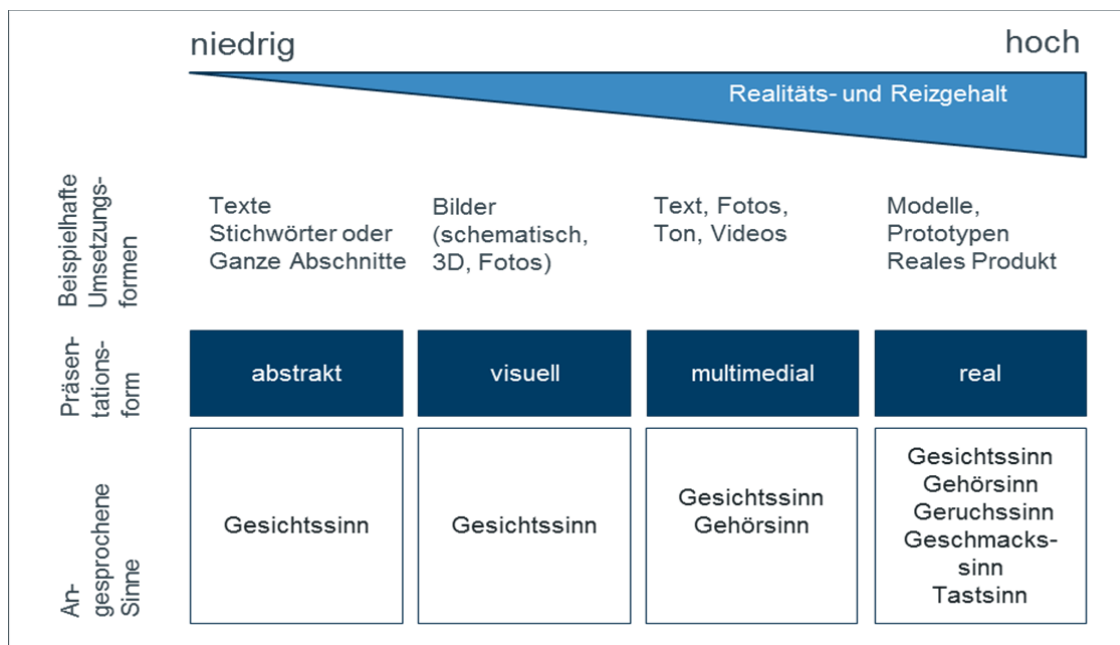 niedrig
hoch
Realitäts- und Reizgehalt
Beispielhafte
Umsetzungs-
formen
Texte
Stichwörter oder
Ganze Abschnitte
Bilder
(schematisch,
3D, Fotos)
Text, Fotos,
Ton, Videos
Modelle,
Prototypen
Reales Produkt
Präsen-
tations-
form
abstrakt
visuell
multimedial
real
An-
gesprochene
Sinne
Gesichtssinn
Gesichtssinn
Gesichtssinn
Gehörsinn
Gesichtssinn
Gehörsinn
Geruchssinn
Geschmacks-
sinn
Tastsinn